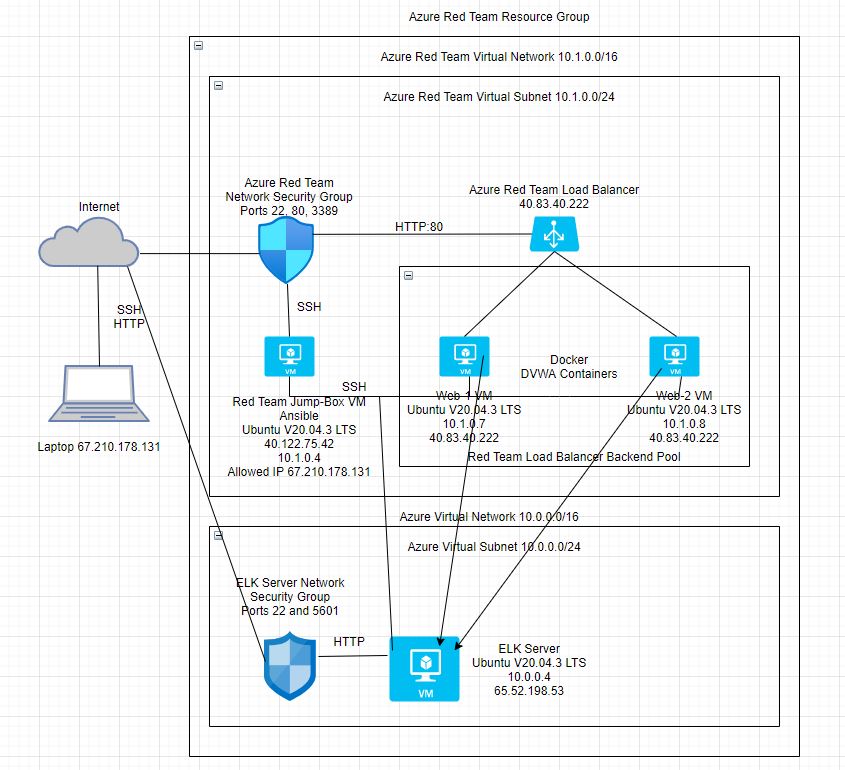 Azure Red Team Resource Group
Azure Red Team Virtual Network 10.1.0.0/16
Azure Red Team Virtual Subnet 10.1.0.0/24
Azure Red Team
Network Security Group
Ports 22, 80, 3389
Azure Red Team Load Balancer
40.83.40.222
Internet
HTTP:80
SSH
HTTP
SSH
VM
VM
VM
Docker
DVWA Containers
SSH
Red Team Jump-Box VM
Ansible
Ubuntu V20.04.3 LTS
40.122.75.42
10.1.0.4
Allowed IP 67.210.178.131
Web-1 VM
Ubuntu V20.04.3 LTS
10.1.0.7
40.83.40.222
Web-2 VM
Ubuntu V20.04.3 LTS
10.1.0.8
40.83.40.222
Laptop 67.210.178.131
Red Team Load Balancer Backend Pool
Azure Virtual Network 10.0.0.0/16
Azure Virtual Subnet 10.0.0.0/24
ELK Server Network
Security Group
Ports 22 and 5601
HTTP
VM
ELK Server
Ubuntu V20.04.3 LTS
10.0.0.4
65.52.198.53